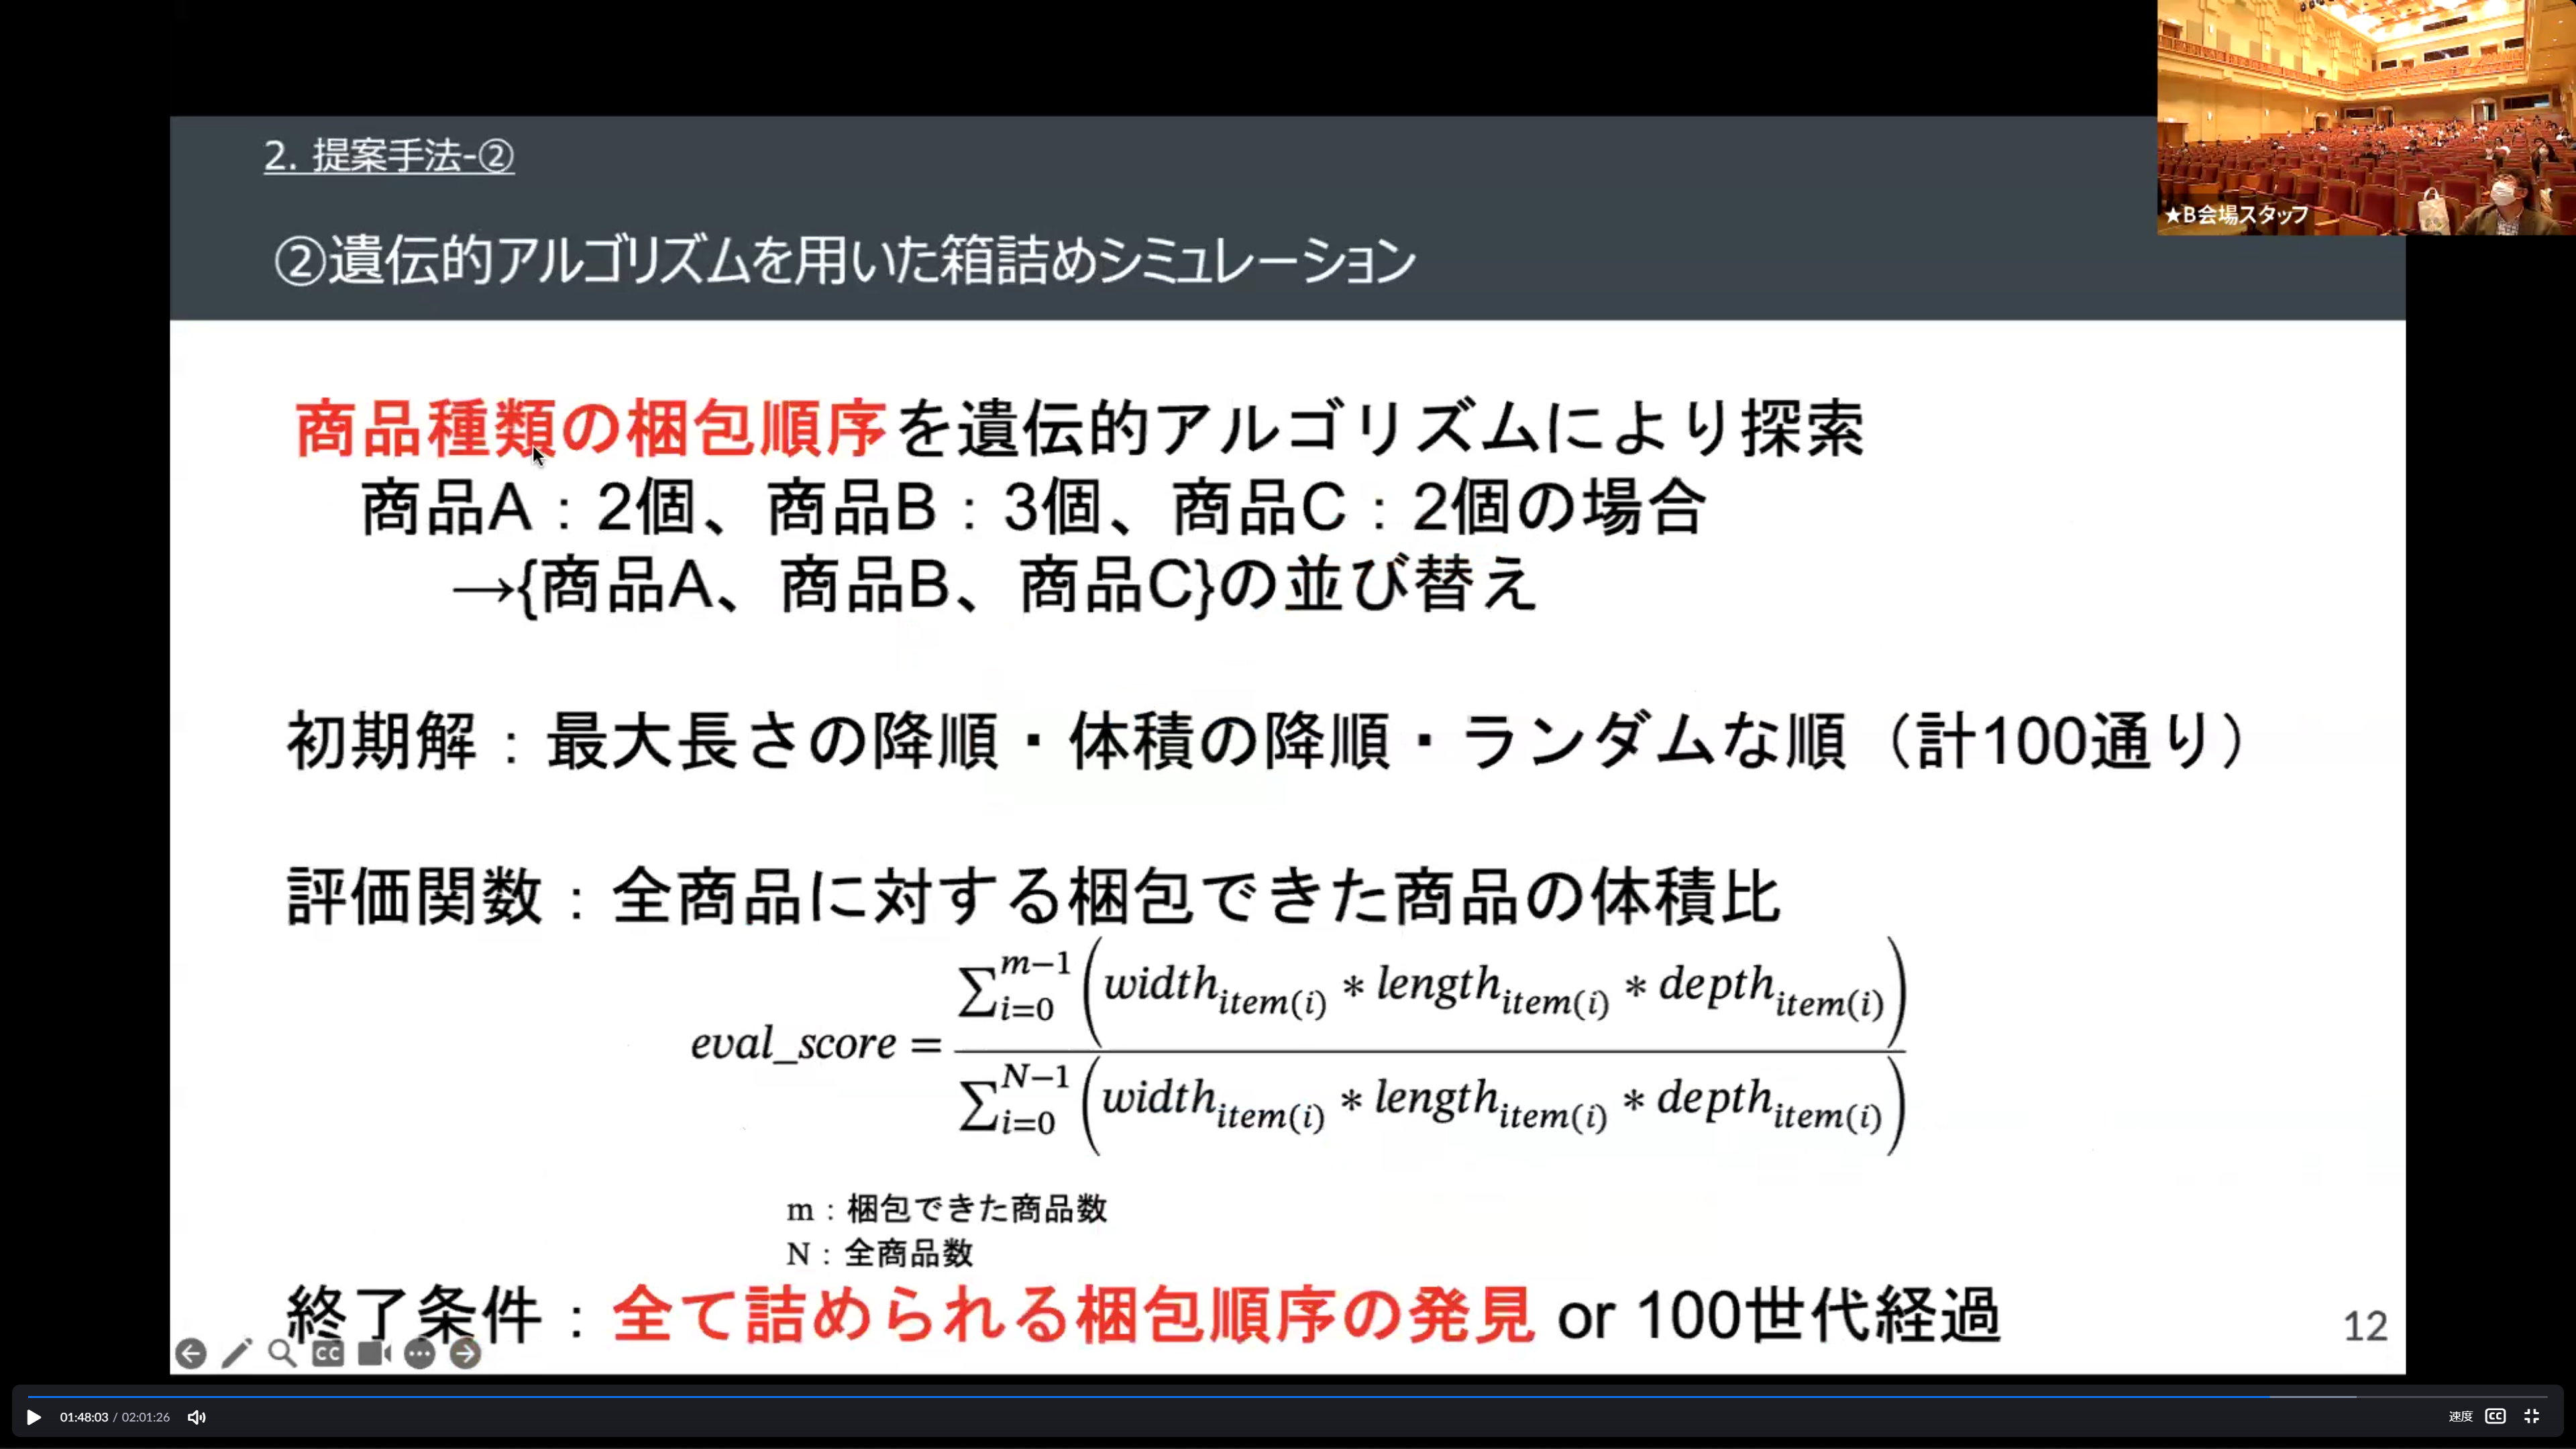 2. 提案手法-②
②遺伝的アルゴリズムを用いた箱詰めシミュレーション
★B会場スタッフ
商品種類の梱包順序を遺伝的アルゴリズムにより探索
商品A：2個、商品B：3個、商品C：2個の場合
→{商品A、商品B、商品C}の並び替え
初期解：最大長さの降順・体積の降順・ランダムな順（計100通り）
評価関数：全商品に対する梱包できた商品の体積比
eval_score = \frac{\sum_{i=0}^{m-1}(width_{item(i)} * length_{item(i)} * depth_{item(i)})}{\sum_{i=0}^{N-1}(width_{item(i)} * length_{item(i)} * depth_{item(i)})}
m：梱包できた商品数
N：全商品数
終了条件：全て詰められる梱包順序の発見 or 100世代経過
12
CC
01:48:03 / 02:01:26
速度 CC